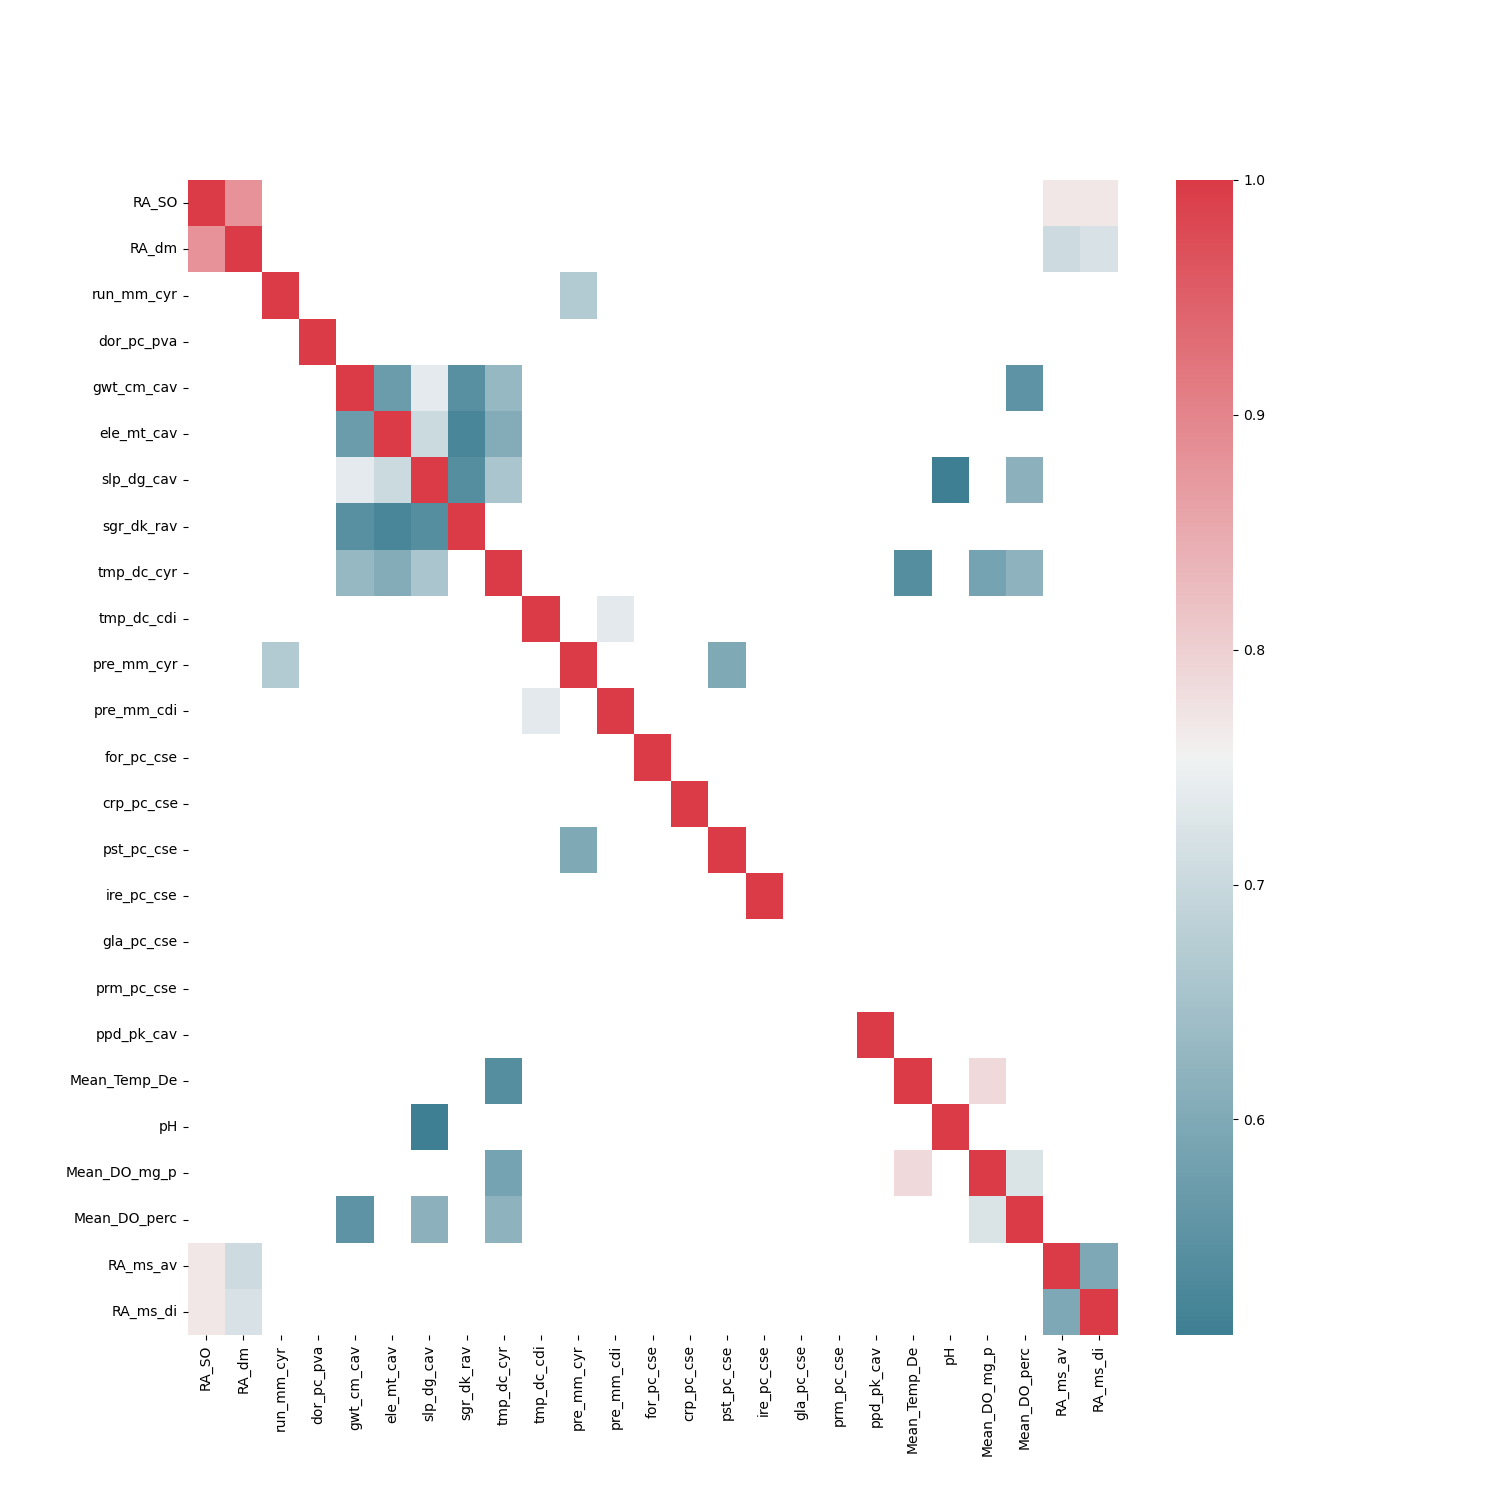 RA_SO
RA_dm
run_mm_cyr
dor_pc_pva
gwt_cm_cav
ele_mt_cav
slp_dg_cav
sgr_dk_rav
tmp_dc_cyr
tmp_dc_cdi
pre_mm_cyr
pre_mm_cdi
for_pc_cse
crp_pc_cse
pst_pc_cse
ire_pc_cse
gla_pc_cse
prm_pc_cse
ppd_pk_cav
Mean_Temp_De
pH
Mean_DO_mg_p
Mean_DO_perc
RA_ms_av
RA_ms_di
RA_SO
RA_dm
run_mm_cyr
dor_pc_pva
gwt_cm_cav
ele_mt_cav
slp_dg_cav
sgr_dk_rav
tmp_dc_cyr
tmp_dc_cdi
pre_mm_cyr
pre_mm_cdi
for_pc_cse
crp_pc_cse
pst_pc_cse
ire_pc_cse
gla_pc_cse
prm_pc_cse
ppd_pk_cav
Mean_Temp_De
pH
Mean_DO_mg_p
Mean_DO_perc
RA_ms_av
RA_ms_di
1.0
0.9
0.8
0.7
0.6